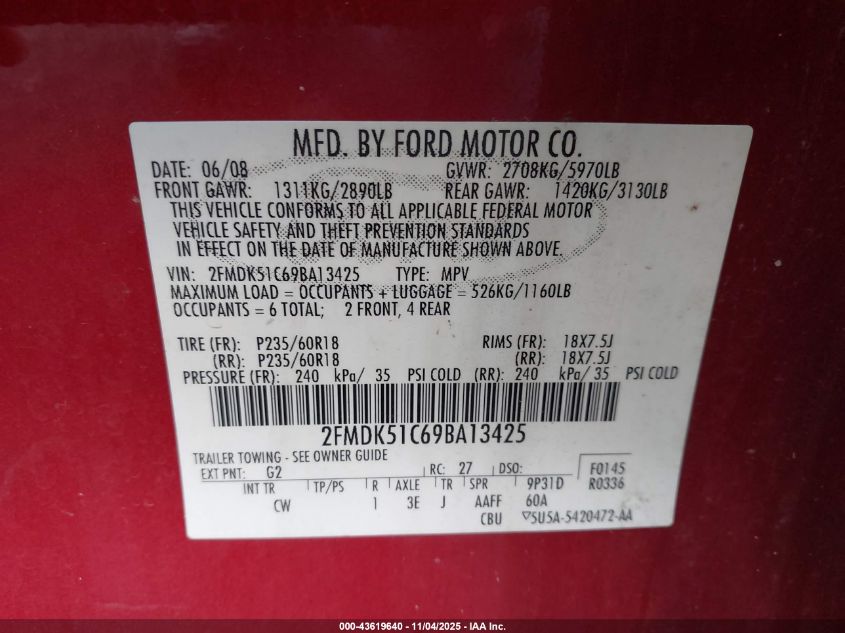 MFD. BY FORD MOTOR CO.
DATE: 06/08 GVWR: 2708KG/5970LB
FRONT GAWR: 1311KG/2890LB REAR GAWR: 1420KG/3130LB
THIS VEHICLE CONFORMS TO ALL APPLICABLE FEDERAL MOTOR
VEHICLE SAFETY AND THEFT PREVENTION STANDARDS
IN EFFECT ON THE DATE OF MANUFACTURE SHOWN ABOVE.
VIN: 2FMDK51C69BA13425 TYPE: MPV
MAXIMUM LOAD = OCCUPANTS + LUGGAGE = 526KG/1160LB
OCCUPANTS = 6 TOTAL; 2 FRONT, 4 REAR
TIRE (FR): P235/60R18 RIMS (FR): 18X7.5J
(RR): P235/60R18 (RR): 18X7.5J
PRESSURE (FR): 240 kPa/ 35 PSI COLD (RR): 240 kPa/ 35 PSI COLD
2FMDK51C69BA13425
TRAILER TOWING - SEE OWNER GUIDE
EXT PNT: G2 RC: 27 DSO: F0145
INT TR TP/PS R AXLE TR SPR 9P31D R0336
CW 1 3E J AAFF 60A
CBU 5U5A-5420472-AA
000-43619640 - 11/04/2025 - IAA Inc.